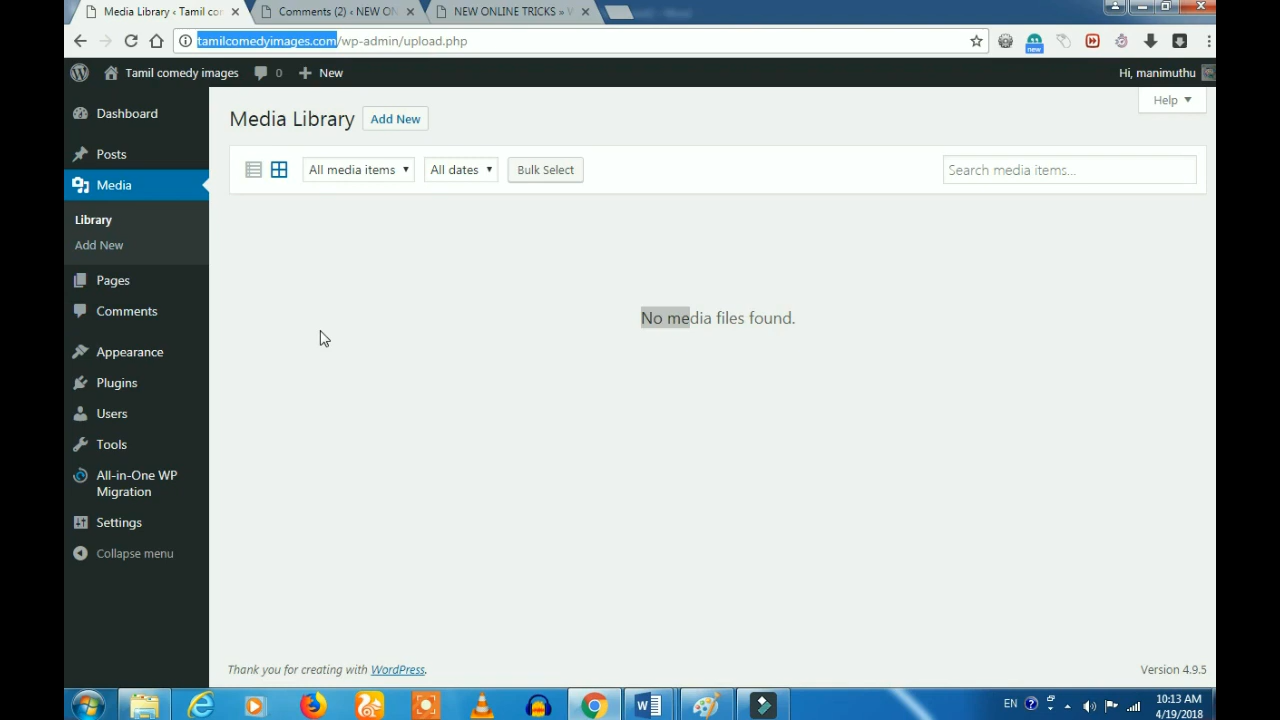 Media Library ‹ Tamil co
Comments (2) ‹ NEW ON
NEW ONLINE TRICKS »
tamilcomedyimages.com/wp-admin/upload.php
new
Tamil comedy images
0
New
Hi, manimuthu
Dashboard
Posts
Media
Library
Add New
Pages
Comments
Appearance
Plugins
Users
Tools
All-in-One WP
Migration
Settings
Collapse menu
Media Library
Add New
Help
All media items
All dates
Bulk Select
Search media items...
No media files found.
Thank you for creating with WordPress.
Version 4.9.5
EN
10:13 AM
4/19/2018